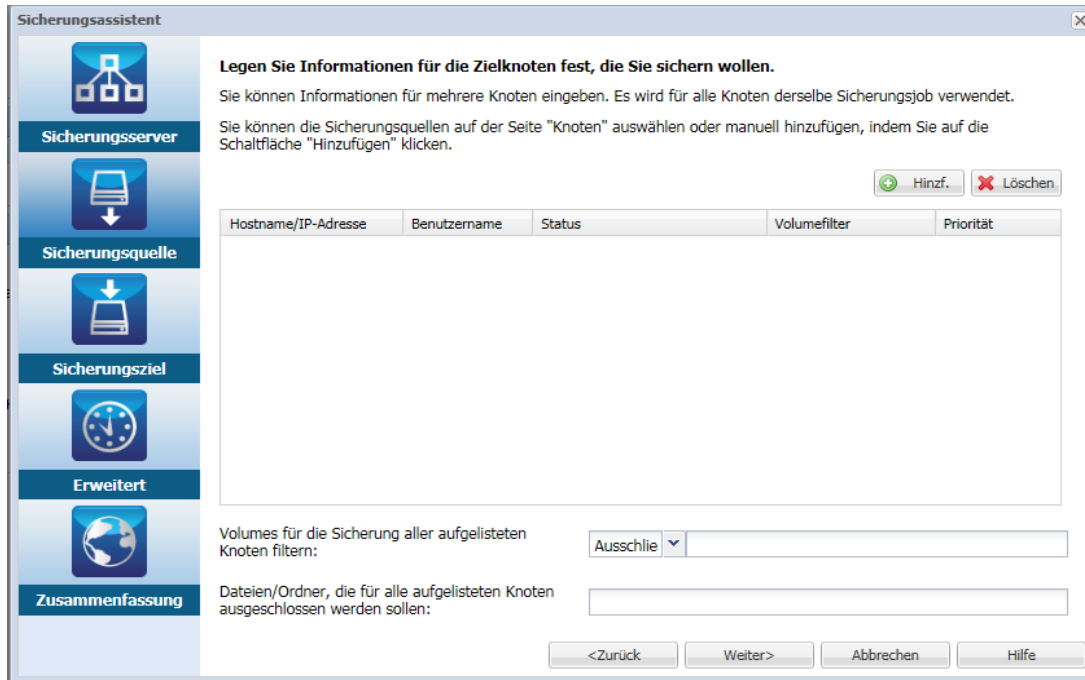 Sicherungsassistent
Sicherungsserver
Sicherungsquelle
Sicherungsziel
Erweitert
Zusammenfassung
Legen Sie Informationen für die Zielknoten fest, die Sie sichern wollen.
Sie können Informationen für mehrere Knoten eingeben. Es wird für alle Knoten derselbe Sicherungsjob verwendet.
Sie können die Sicherungsquellen auf der Seite "Knoten" auswählen oder manuell hinzufügen, indem Sie auf die
Schaltfläche "Hinzufügen" klicken.
Hinzf. Löschen
Hostname/IP-Adresse Benutzername Status Volumefilter Priorität
Volumes für die Sicherung aller aufgelisteten
Knoten filtern:
Ausschlie
Dateien/Ordner, die für alle aufgelisteten Knoten
ausgeschlossen werden sollen:
<Zurück Weiter> Abbrechen Hilfe